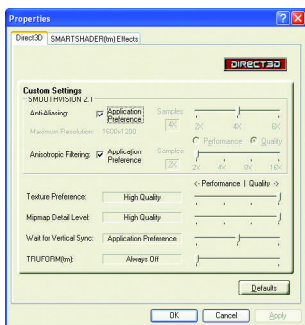 Properties
Direct3D SMARTSHADER(tm) Effects
DIRECT3D
Custom Settings
SMOOTHVISION 2.1
Anti-Aliasing: Application Preference Samples 4X 2X 4X 6X
Maximum Resolution: 1600x1200
Performance Quality
Anisotropic Filtering: Application Preference Samples 2X 2X 4X 8X 16X
<- Performance | Quality ->
Texture Preference: High Quality
Mipmap Detail Level: High Quality
Wait for Vertical Sync: Application Preference
TRUFORM(tm): Always Off
Defaults
OK Cancel Apply